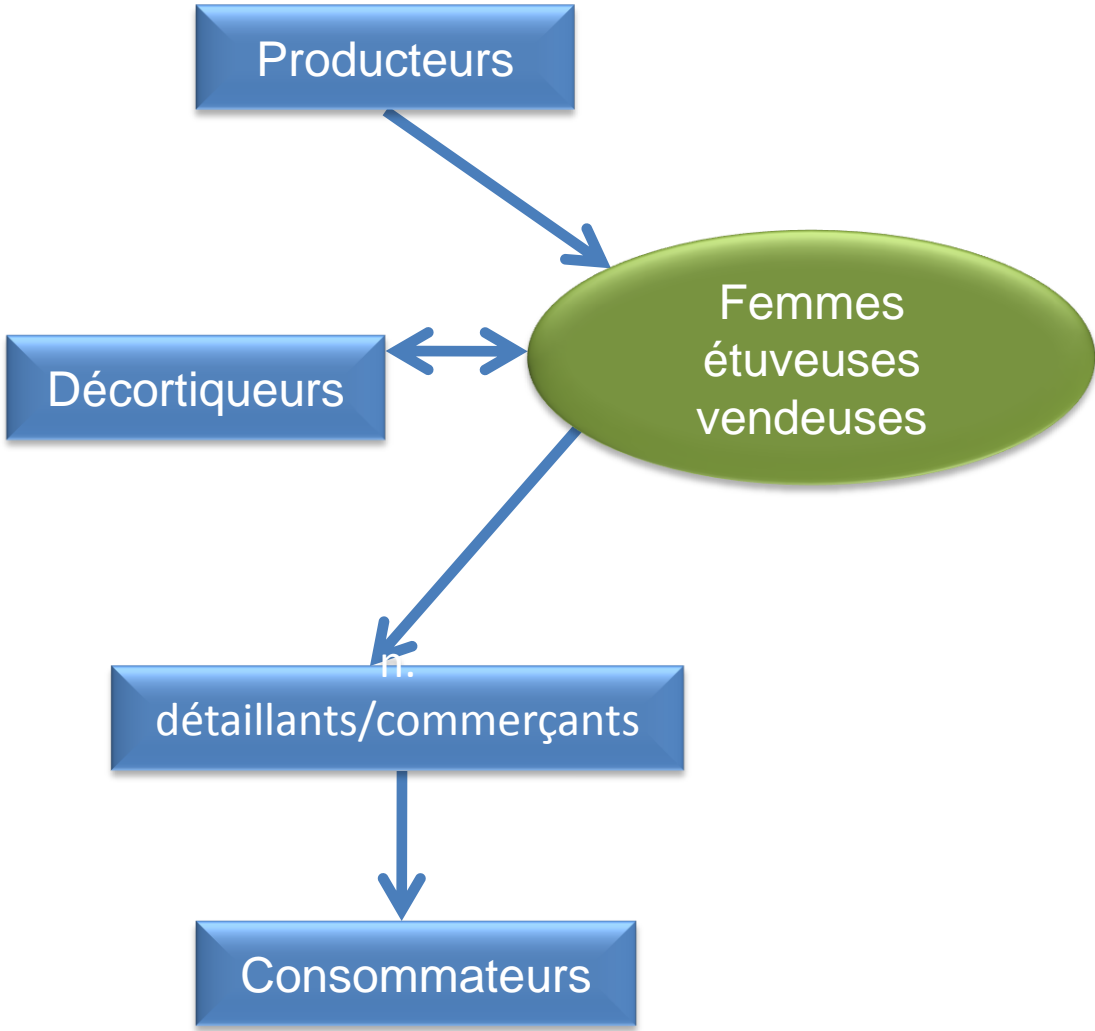 Producteurs
Femmes
étuveuses
vendeuses
Décortiqueurs
n.
détaillants/commerçants
Consommateurs